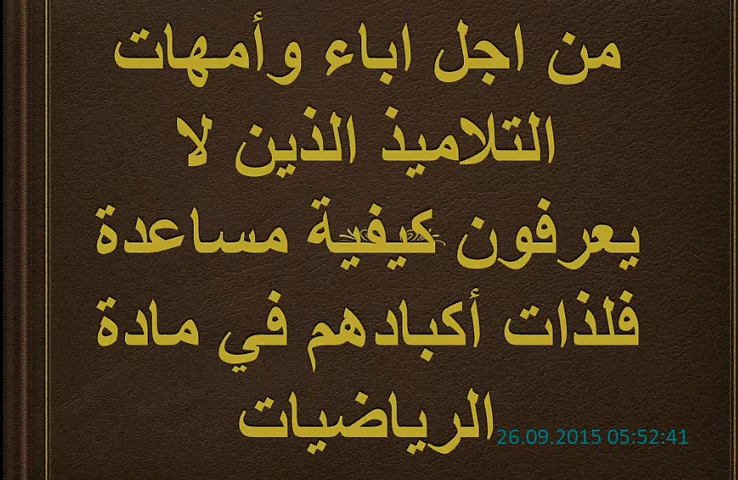 من اجل اباء وأمهات
التلاميذ الذين لا
يعرفون كيفية مساعدة
فلذات أكبادهم في مادة
الرياضيات
26.09.2015 05:52:41